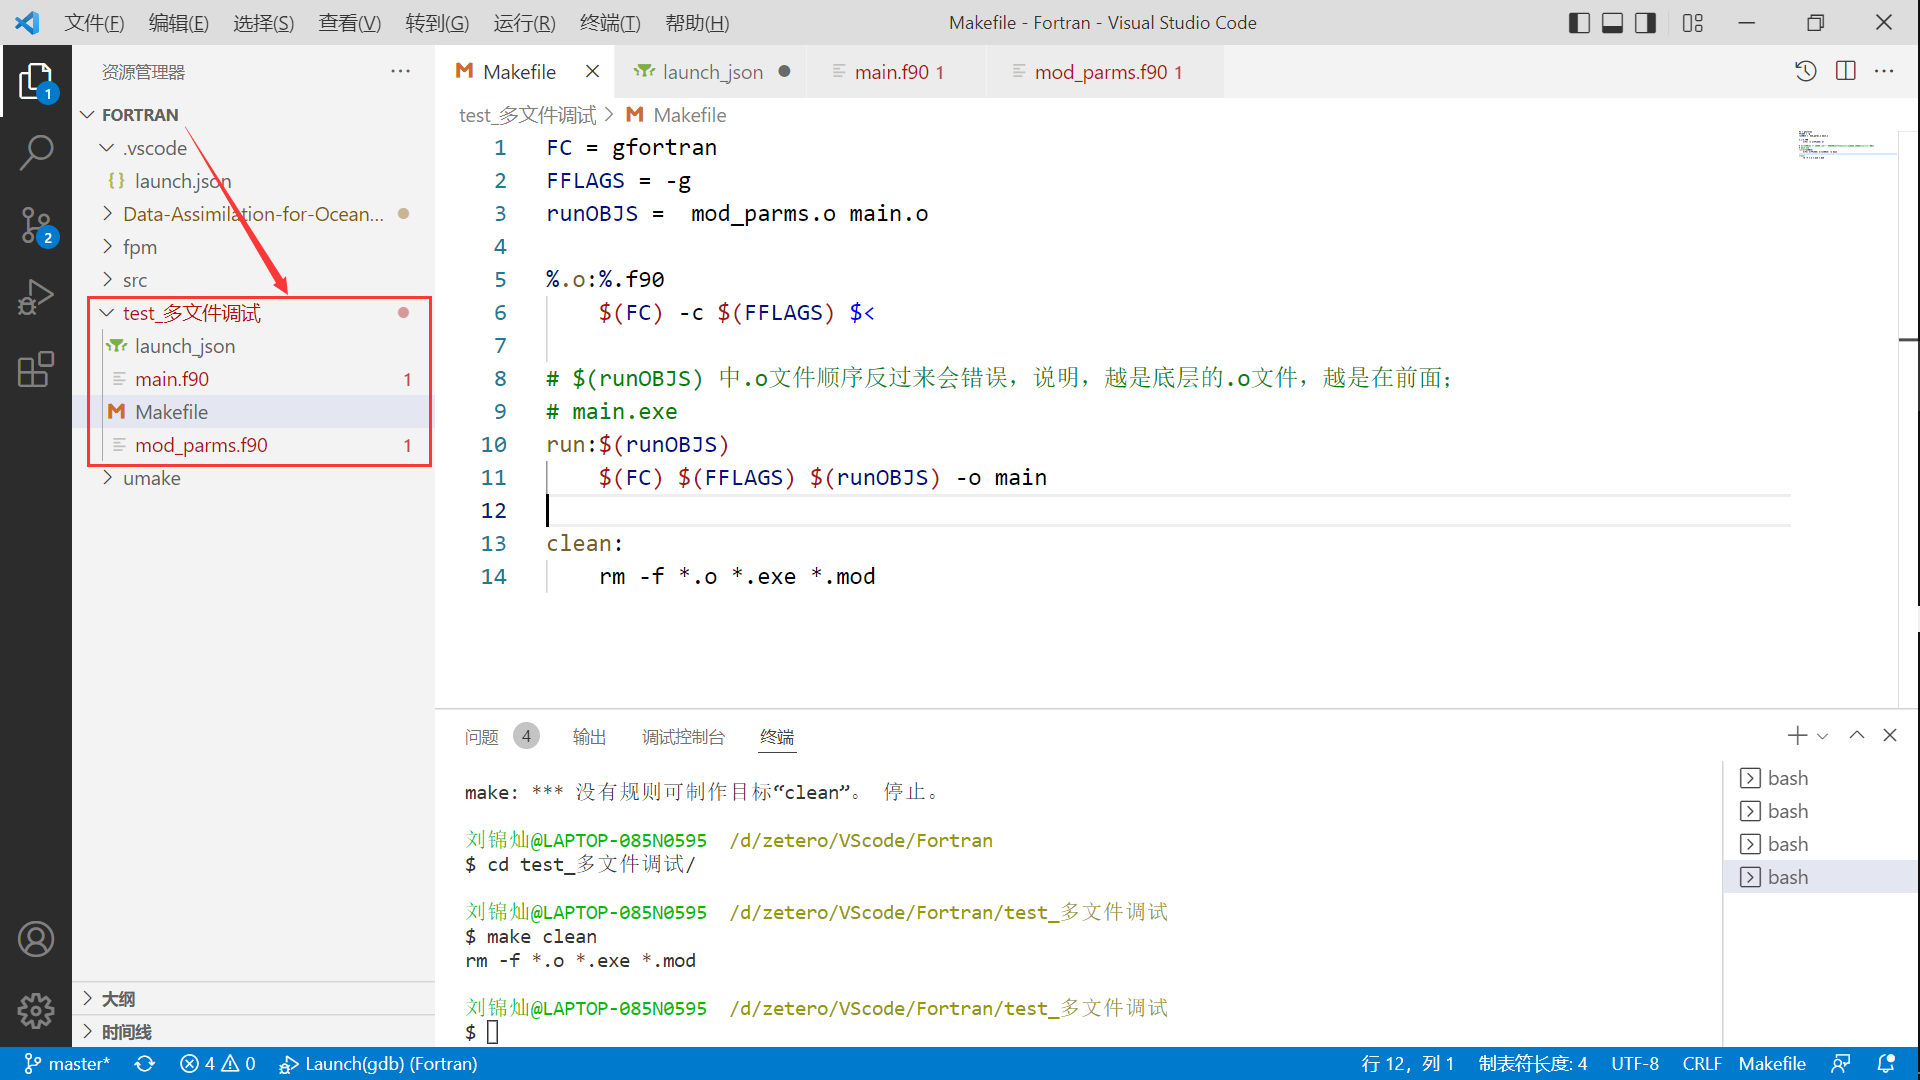 文件(F) 编辑(E) 选择(S) 查看(V) 转到(G) 运行(R) 终端(T) 帮助(H) Makefile - Fortran - Visual Studio Code
资源管理器
Makefile launch_json main.f90 1 mod_parms.f90 1
test_多文件调试 > Makefile
1
2
FORTRAN
.vscode
launch.json
Data-Assimilation-for-Ocean...
fpm
src
test_多文件调试
launch_json
main.f90 1
Makefile
mod_parms.f90 1
umake
大纲
时间线
1 FC = gfortran
2 FFLAGS = -g
3 runOBJS =  mod_parms.o main.o
4
5 %.o:%.f90
6     $(FC) -c $(FFLAGS) $<
7
8 # $(runOBJS) 中.o文件顺序反过来会错误，说明，越是底层的.o文件，越是在前面；
9 # main.exe
10 run:$(runOBJS)
11     $(FC) $(FFLAGS) $(runOBJS) -o main
12
13 clean:
14     rm -f *.o *.exe *.mod
问题 4 输出 调试控制台 终端
make: *** 没有规则可制作目标“clean”。 停止。
刘锦灿@LAPTOP-085N0595  /d/zetero/VScode/Fortran
$ cd test_多文件调试/
刘锦灿@LAPTOP-085N0595  /d/zetero/VScode/Fortran/test_多文件调试
$ make clean
rm -f *.o *.exe *.mod
刘锦灿@LAPTOP-085N0595  /d/zetero/VScode/Fortran/test_多文件调试
$
bash
bash
bash
bash
master* 4 0 Launch(gdb) (Fortran) 行 12，列 1 制表符长度: 4 UTF-8 CRLF Makefile